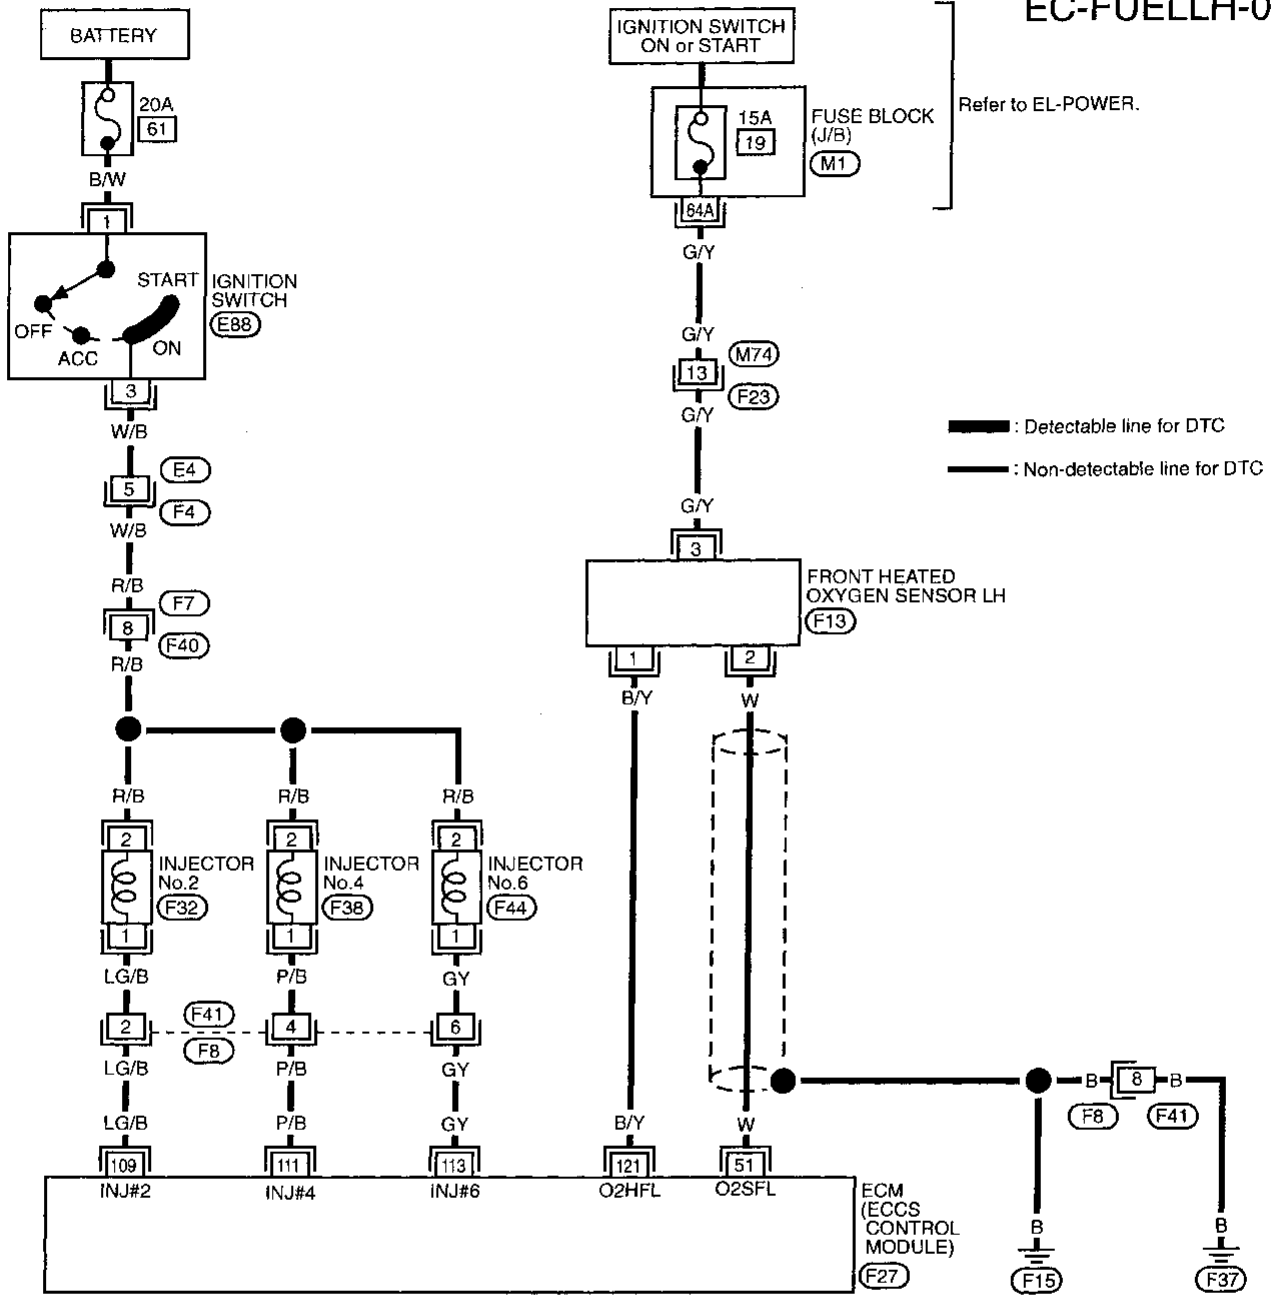 EC-FUELLH-0
BATTERY
IGNITION SWITCH
ON or START
Refer to EL-POWER.
20A
61
B/W
1
15A
19
FUSE BLOCK
(J/B)
M1
64A
G/Y
START
OFF
ACC
ON
IGNITION
SWITCH
E88
3
W/B
5
E4
F4
W/B
R/B
8
F7
F40
R/B
G/Y
13
M74
F23
G/Y
G/Y
3
: Detectable line for DTC
: Non-detectable line for DTC
FRONT HEATED
OXYGEN SENSOR LH
F13
1
2
B/Y
W
R/B
R/B
R/B
2
2
2
INJECTOR
No.2
F32
INJECTOR
No.4
F38
INJECTOR
No.6
F44
1
1
1
LG/B
P/B
GY
2
F41
F8
4
6
LG/B
P/B
GY
LG/B
P/B
GY
B/Y
W
B
8
B
F8
F41
109
111
113
121
51
INJ#2
INJ#4
INJ#6
O2HFL
O2SFL
ECM
(ECCS
CONTROL
MODULE)
F27
B
B
F15
F37